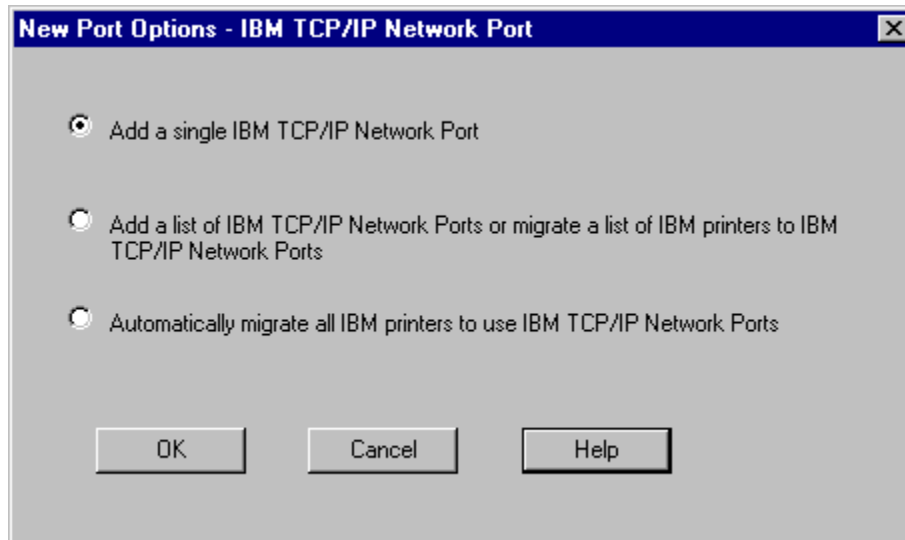 New Port Options - IBM TCP/IP Network Port
Add a single IBM TCP/IP Network Port
Add a list of IBM TCP/IP Network Ports or migrate a list of IBM printers to IBM
TCP/IP Network Ports
Automatically migrate all IBM printers to use IBM TCP/IP Network Ports
OK Cancel Help